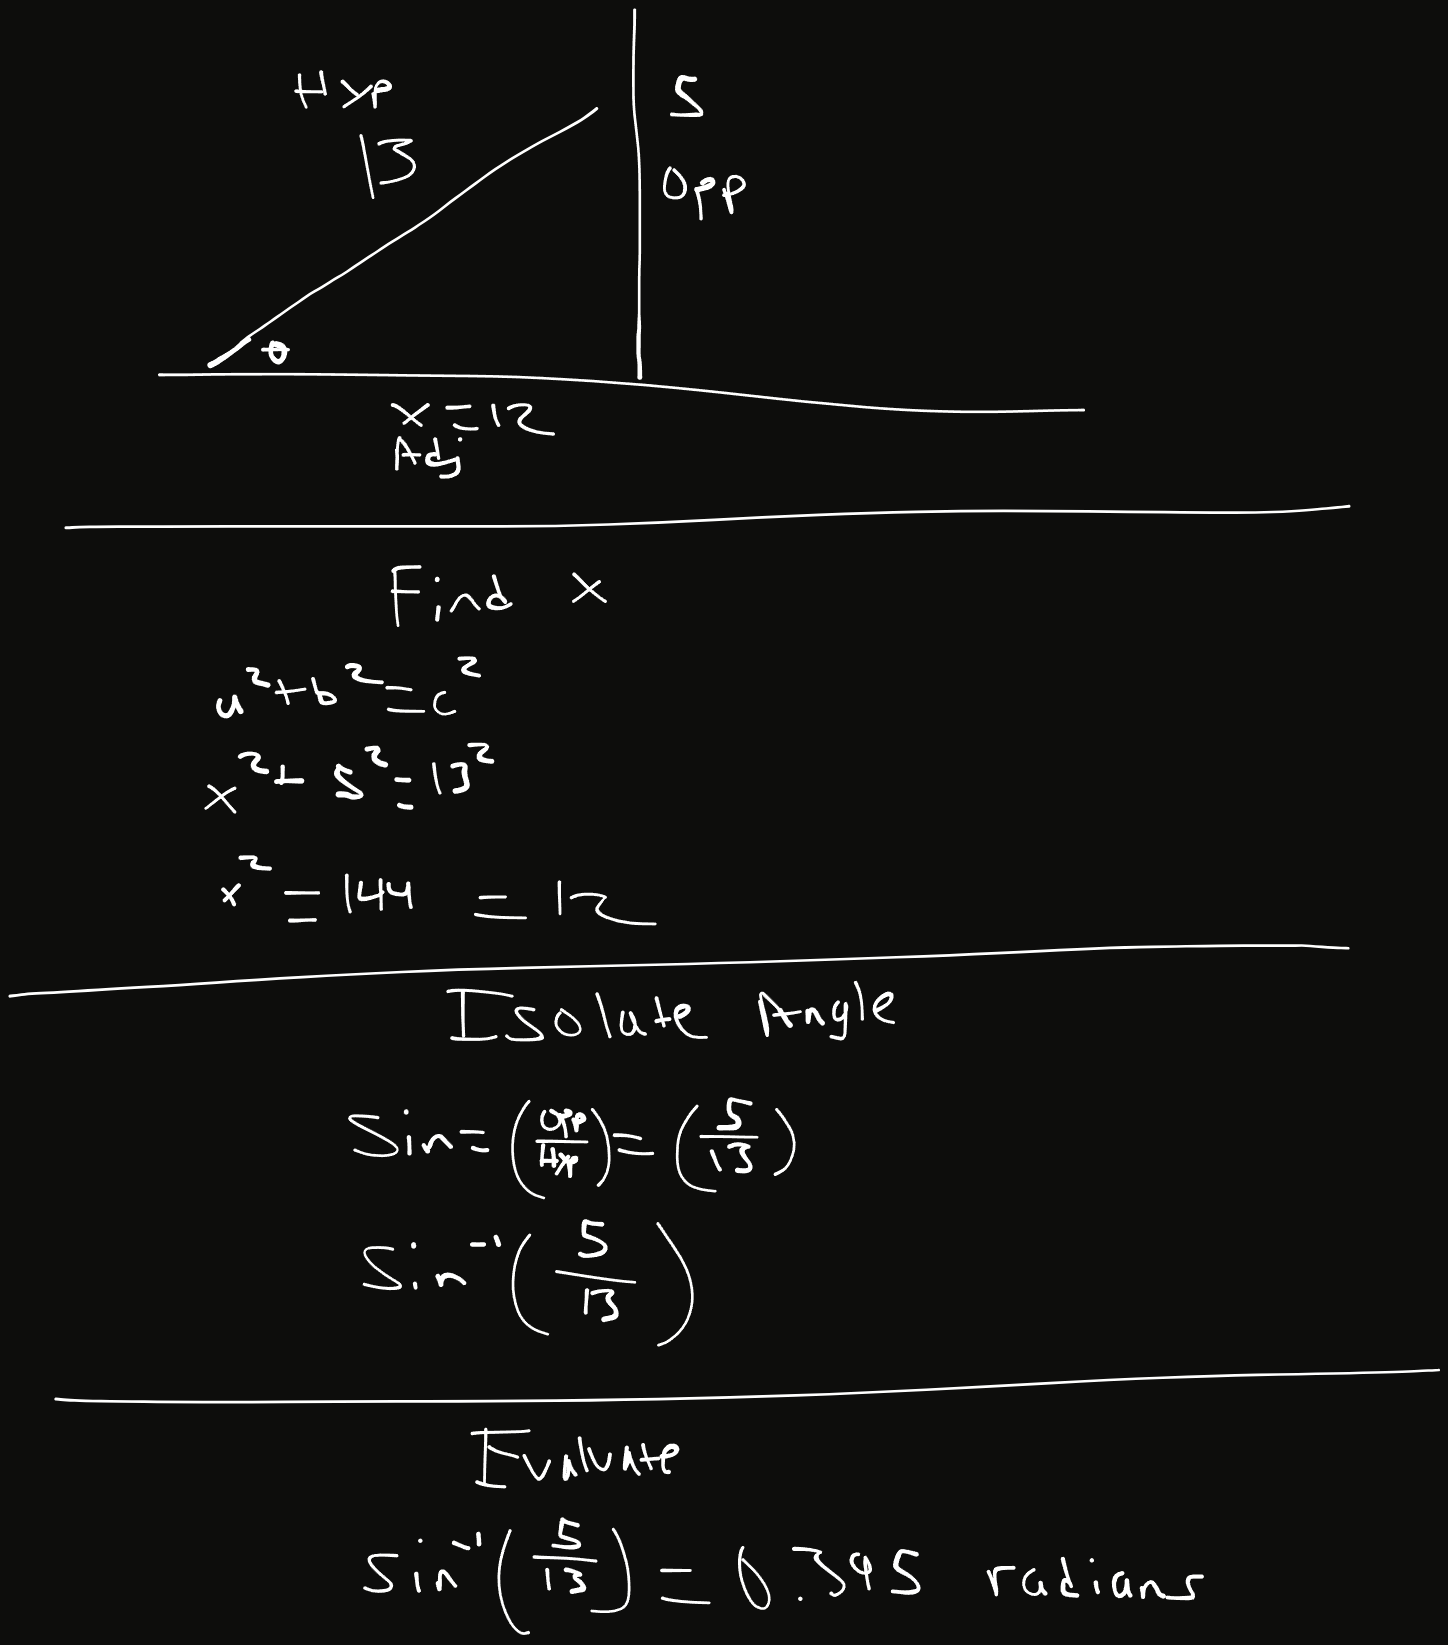 Hyp
13
5
Opp
θ
x = 12
Adj
Find x
a²+b²=c²
x²+ 5²=13²
x² = 144 = 12
Isolate Angle
Sin= (Opp/Hyp) = (5/13)
Sin⁻¹(5/13)
Evaluate
Sin⁻¹(5/13) = 0.395 radians